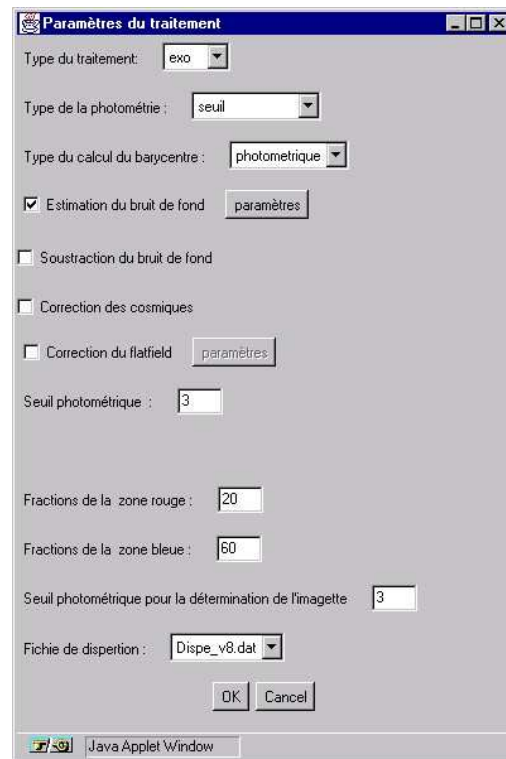 Paramètres du traitement
Type du traitement: exo
Type de la photométrie : seuil
Type du calcul du barycentre : photometrique
Estimation du bruit de fond paramètres
Soustraction du bruit de fond
Correction des cosmiques
Correction du flatfield paramètres
Seuil photométrique : 3
Fractions de la zone rouge : 20
Fractions de la zone bleue : 60
Seuil photométrique pour la détermination de l'imagette 3
Fichie de dispertion : Dispe_v8.dat
OK Cancel
Java Applet Window